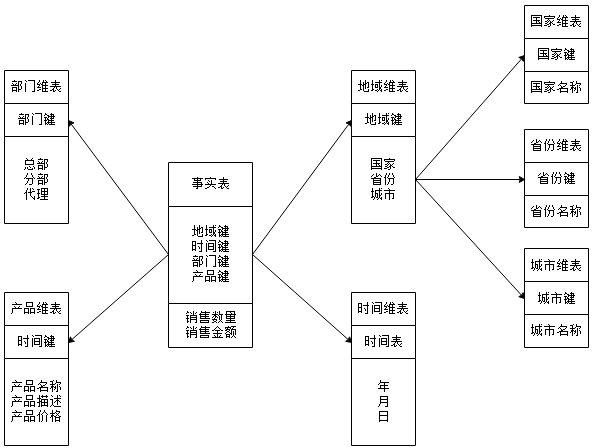 部门维表
部门键
总部
分部
代理
产品维表
时间键
产品名称
产品描述
产品价格
事实表
地域键
时间键
部门键
产品键
销售数量
销售金额
地域维表
地域键
国家
省份
城市
时间维表
时间表
年
月
日
国家维表
国家键
国家名称
省份维表
省份键
省份名称
城市维表
城市键
城市名称